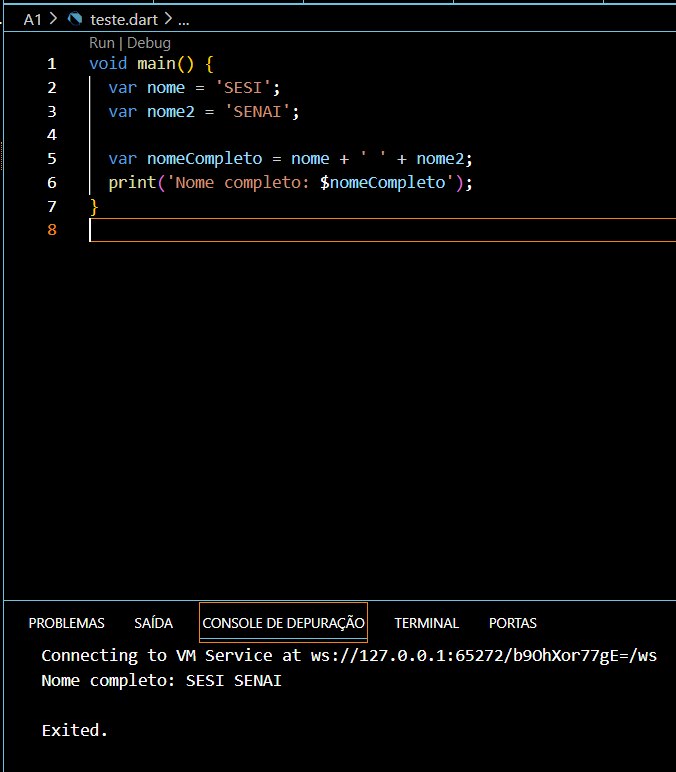 A1 > teste.dart > ...
Run | Debug
1 void main() {
2 var nome = 'SESI';
3 var nome2 = 'SENAI';
4
5 var nomeCompleto = nome + ' ' + nome2;
6 print('Nome completo: $nomeCompleto');
7 }
8
PROBLEMAS SAÍDA CONSOLE DE DEPURAÇÃO TERMINAL PORTAS
Connecting to VM Service at ws://127.0.0.1:65272/b9OhXor77gE=/ws
Nome completo: SESI SENAI
Exited.